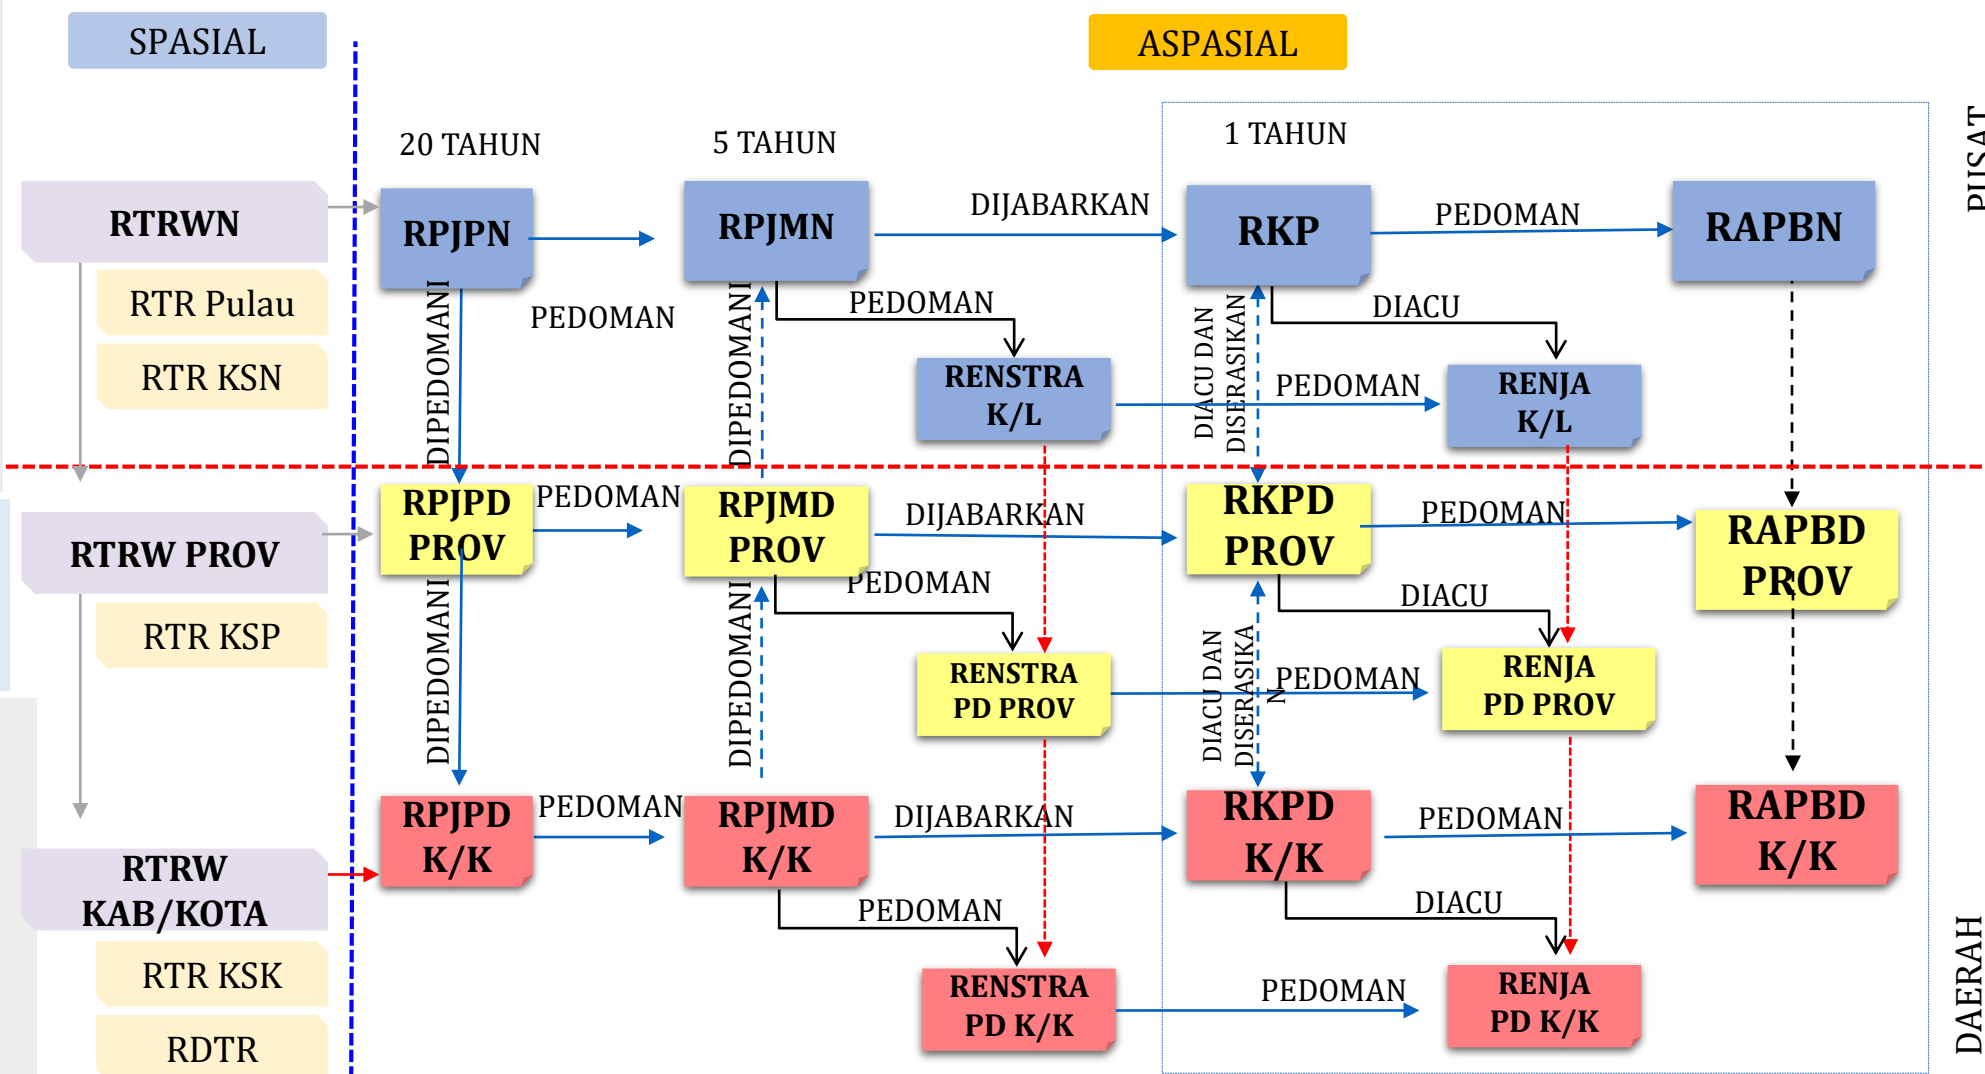 SPASIAL
ASPASIAL
20 TAHUN
5 TAHUN
1 TAHUN
PUSAT
RTRWN
RPJPN
RPJMN
DIJABARKAN
RKP
PEDOMAN
RAPBN
RTR Pulau
RTR KSN
DIPEDOMANI
PEDOMAN
DIPEDOMANI
PEDOMAN
RENSTRA
K/L
DIACU DAN
DISERASIKAN
DIACU
PEDOMAN
RENJA
K/L
RTRW PROV
RPJPD
PROV
PEDOMAN
RPJMD
PROV
DIJABARKAN
RKPD
PROV
PEDOMAN
RAPBD
PROV
RTR KSP
DIPEDOMANI
DIPEDOMANI
PEDOMAN
RENSTRA
PD PROV
DIACU DAN
DISERASIKA
N
DIACU
PEDOMAN
RENJA
PD PROV
RTRW
KAB/KOTA
RPJPD
K/K
PEDOMAN
RPJMD
K/K
DIJABARKAN
RKPD
K/K
PEDOMAN
RAPBD
K/K
RTR KSK
RDTR
PEDOMAN
RENSTRA
PD K/K
DIACU
PEDOMAN
RENJA
PD K/K
DAERAH